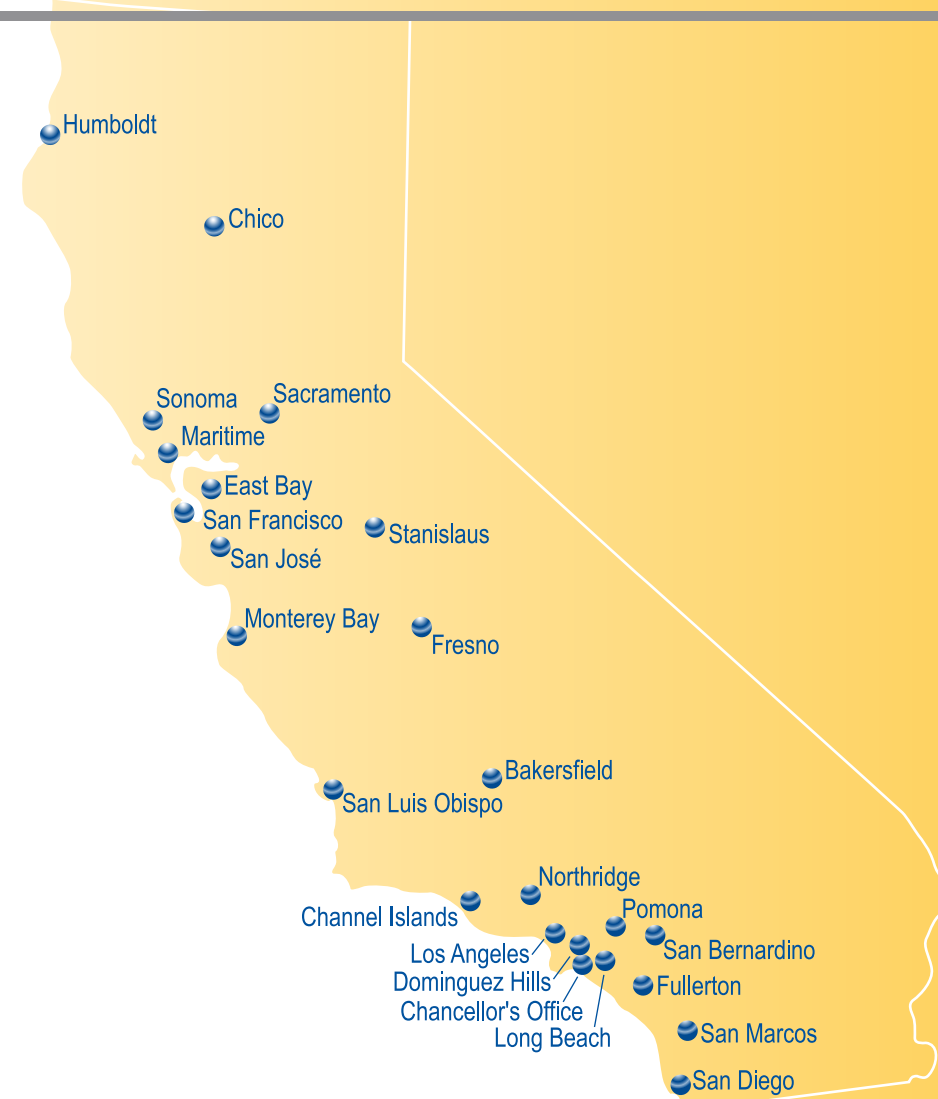 Humboldt
Chico
Sonoma
Sacramento
Maritime
East Bay
San Francisco
Stanislaus
San José
Monterey Bay
Fresno
Bakersfield
San Luis Obispo
Northridge
Channel Islands
Pomona
Los Angeles
San Bernardino
Dominguez Hills
Fullerton
Chancellor's Office
Long Beach
San Marcos
San Diego